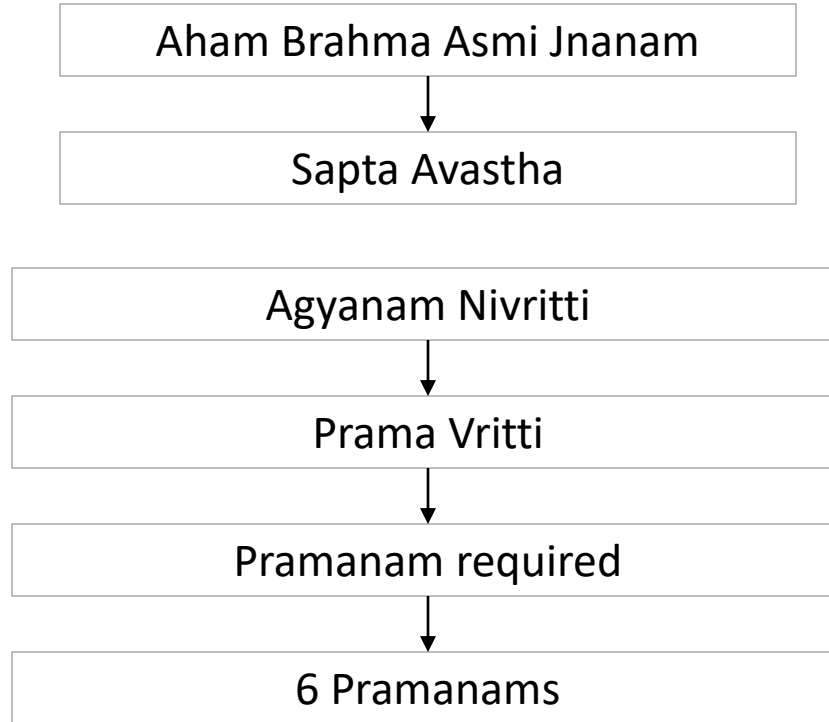 Aham Brahma Asmi Jnanam
Sapta Avastha
Agyanam Nivritti
Prama Vritti
Pramanam required
6 Pramanams